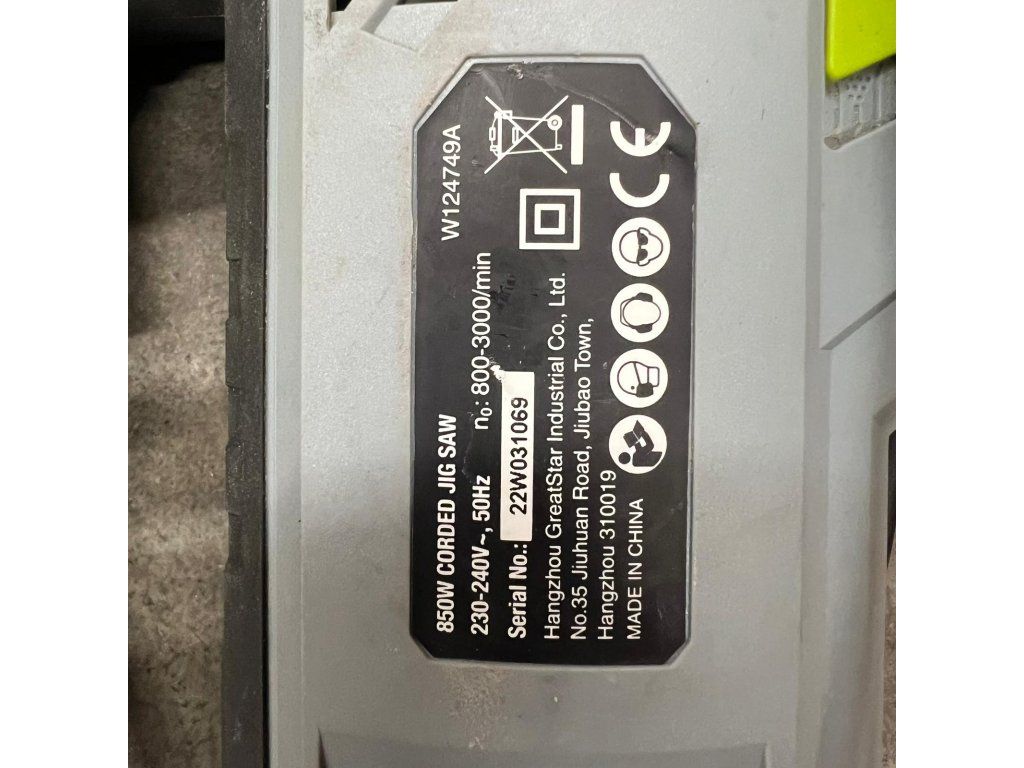 850W CORDED JIG SAW W124749A
230-240V~, 50Hz n₀: 800-3000/min
Serial No.: 22W031069
Hangzhou GreatStar Industrial Co., Ltd.
No.35 Jiuhuan Road, Jiubao Town,
Hangzhou 310019
MADE IN CHINA
CE